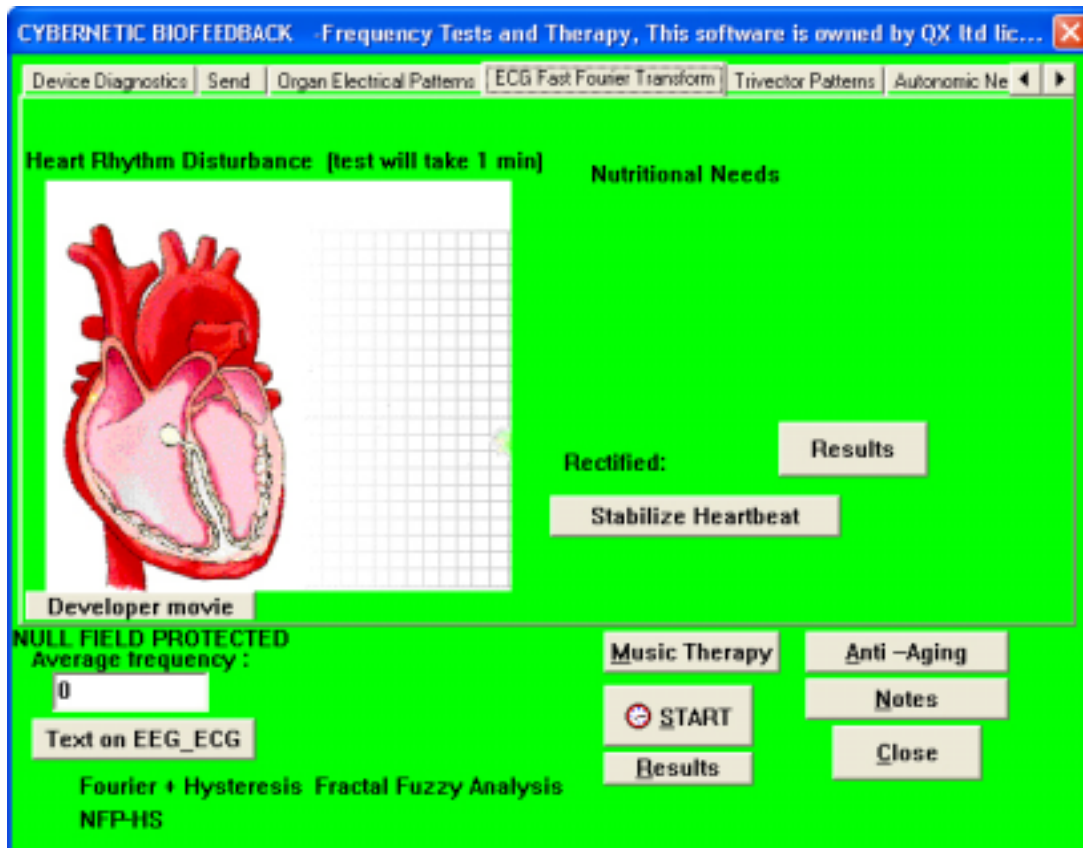 CYBERNETIC BIOFEEDBACK -Frequency Tests and Therapy, This software is owned by QX ltd lic...
Device Diagnostics Send Organ Electrical Patterns ECG Fast Fourier Transform Trivector Patterns Autonomic Ne
Heart Rhythm Disturbance (test will take 1 min)
Nutritional Needs
Results
Rectified:
Stabilize Heartbeat
Developer movie
NULL FIELD PROTECTED
Average frequency :
0
Text on EEG_ECG
Music Therapy
Anti -Aging
START
Notes
Results
Close
Fourier + Hysteresis Fractal Fuzzy Analysis
NFP-HS